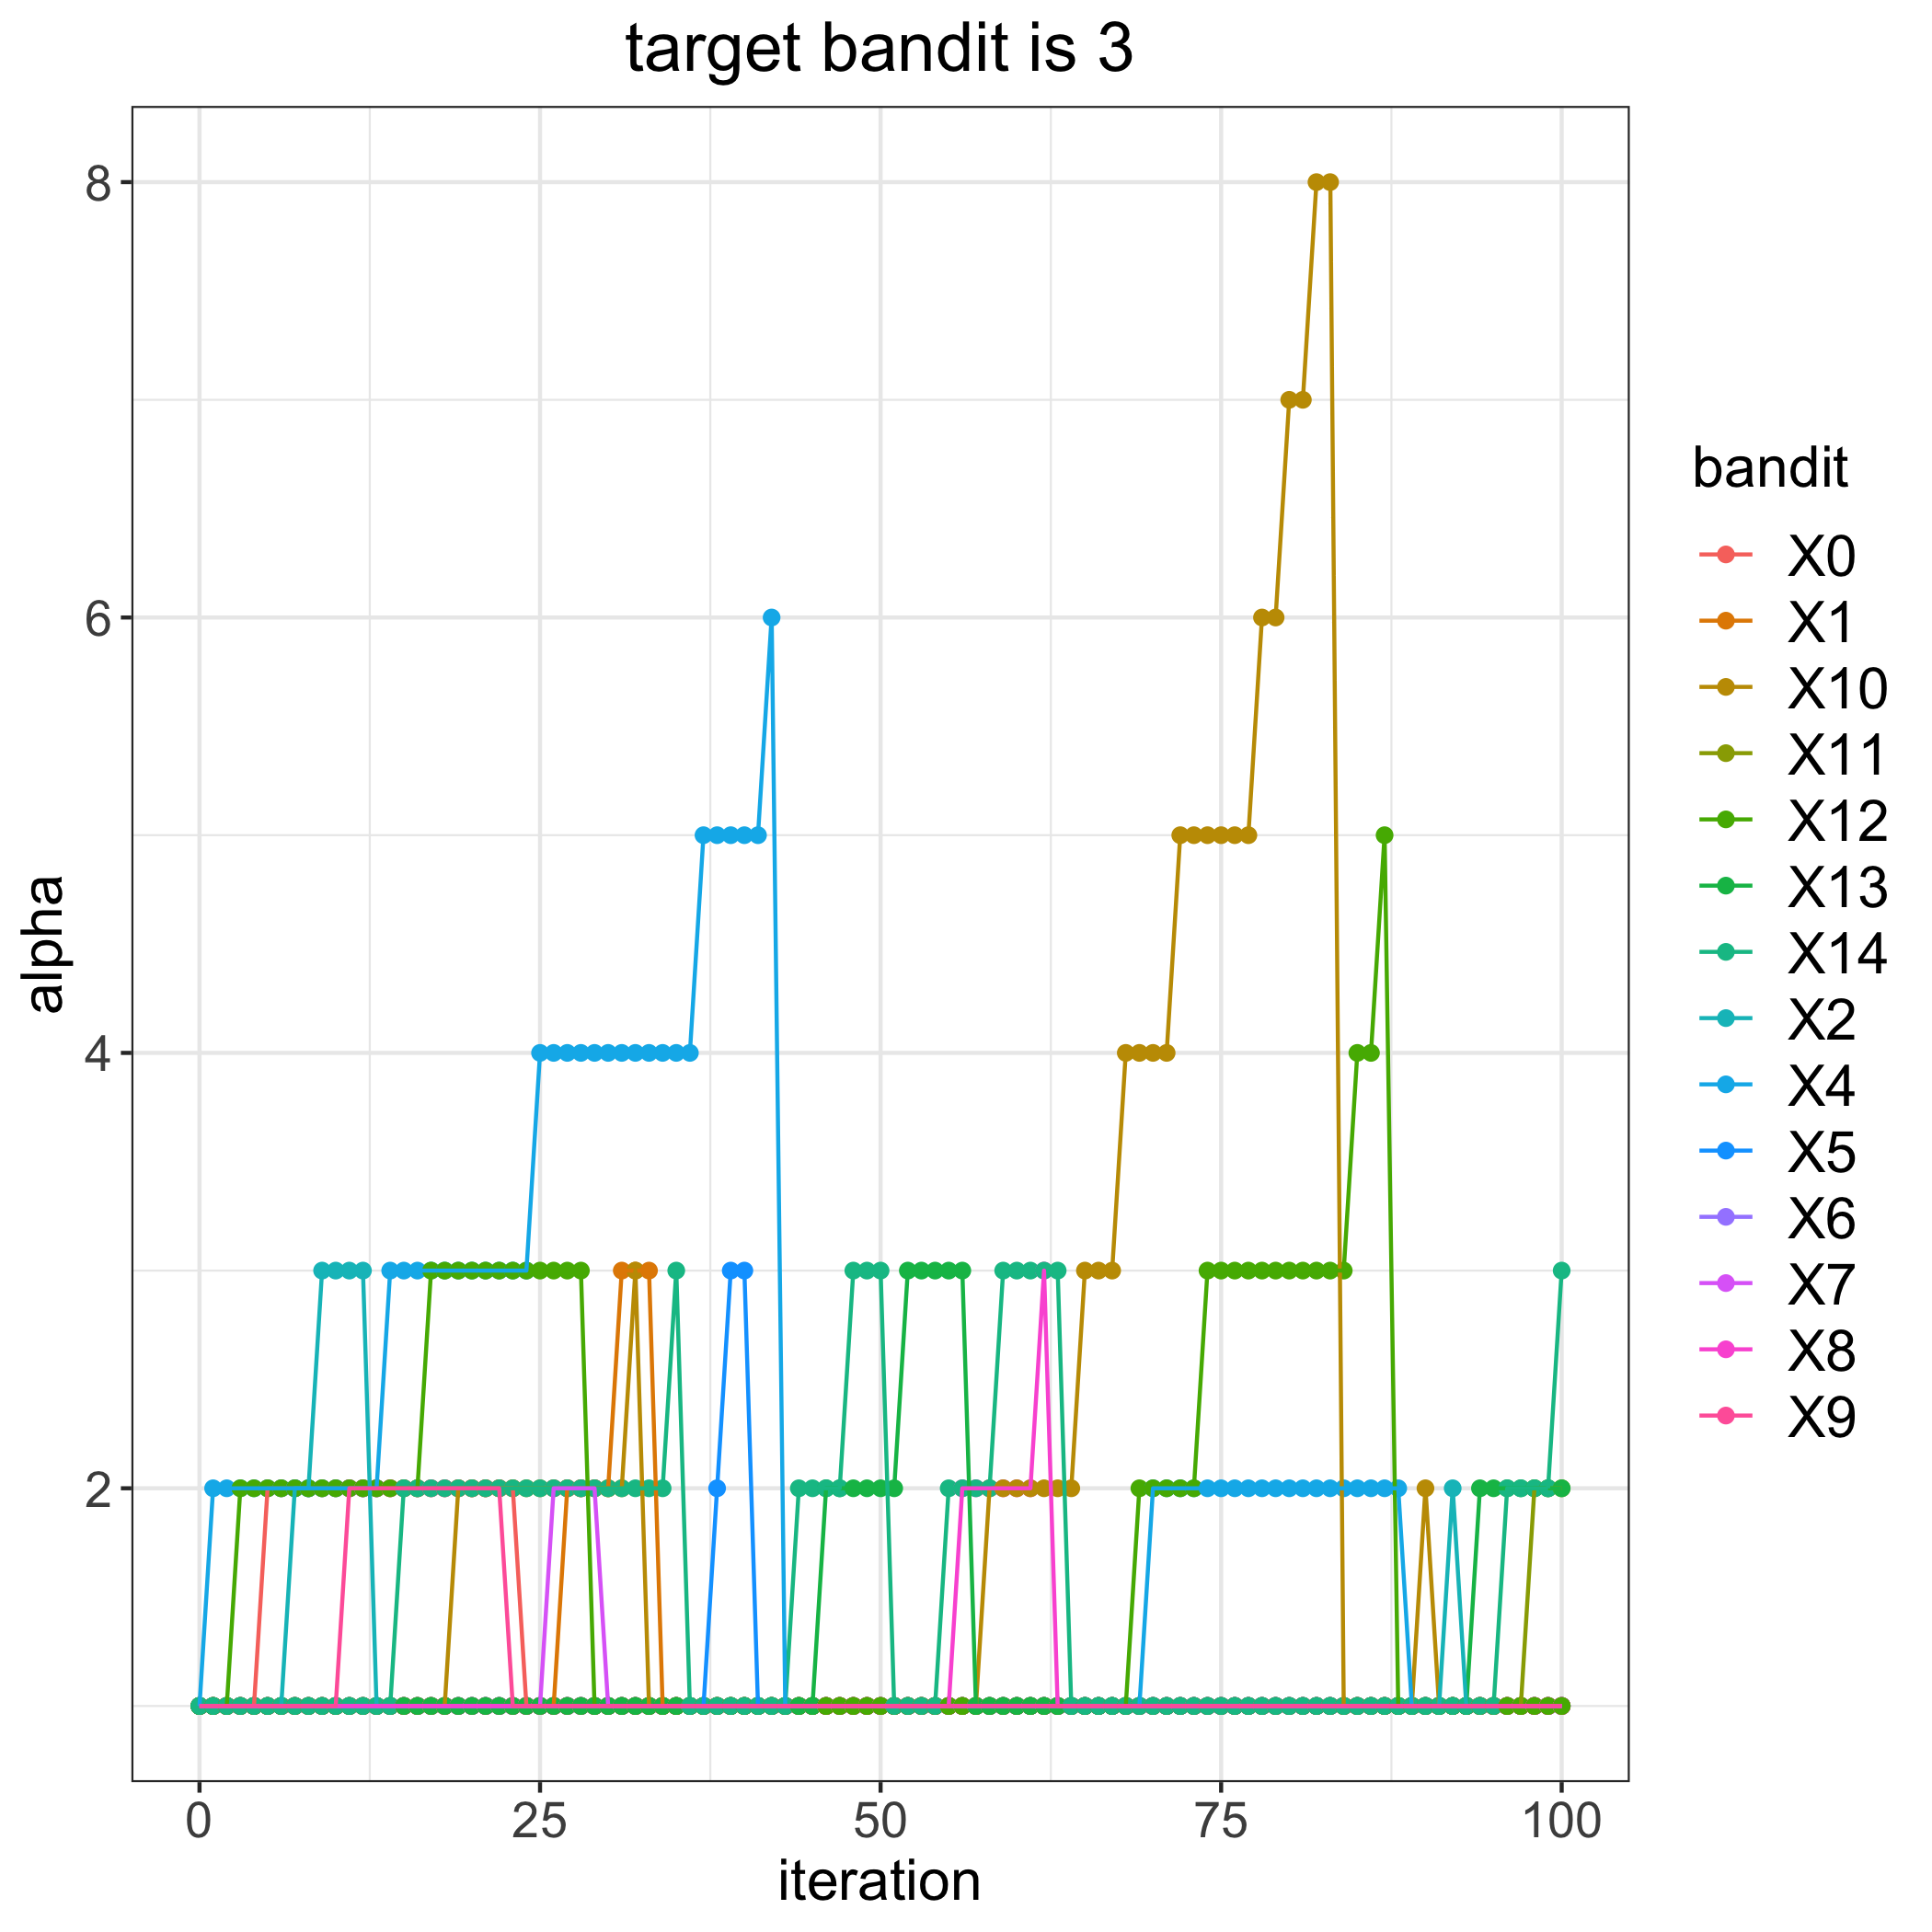 target bandit is 3
8
6
4
2
alpha
0 25 50 75 100
iteration
bandit
X0
X1
X10
X11
X12
X13
X14
X2
X4
X5
X6
X7
X8
X9